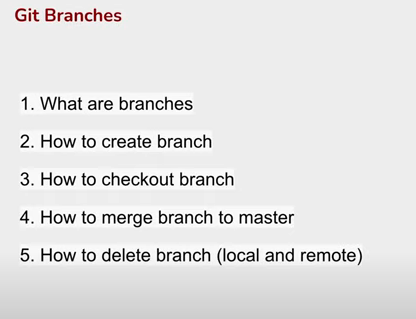 Git Branches
1. What are branches
2. How to create branch
3. How to checkout branch
4. How to merge branch to master
5. How to delete branch (local and remote)